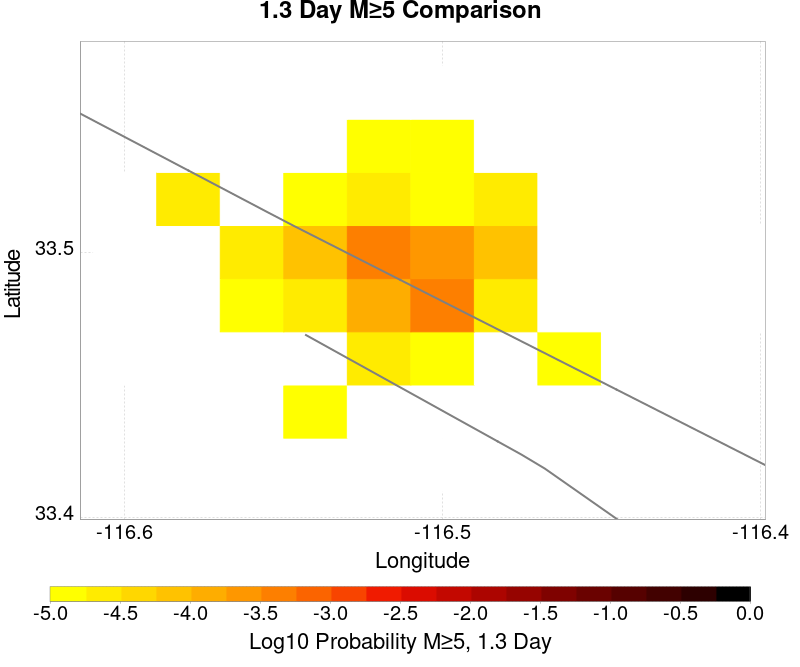 1.3 Day M≥5 Comparison
Latitude
33.5
33.4
-116.6 -116.5 -116.4
Longitude
-5.0 -4.5 -4.0 -3.5 -3.0 -2.5 -2.0 -1.5 -1.0 -0.5 0.0
Log10 Probability M≥5, 1.3 Day